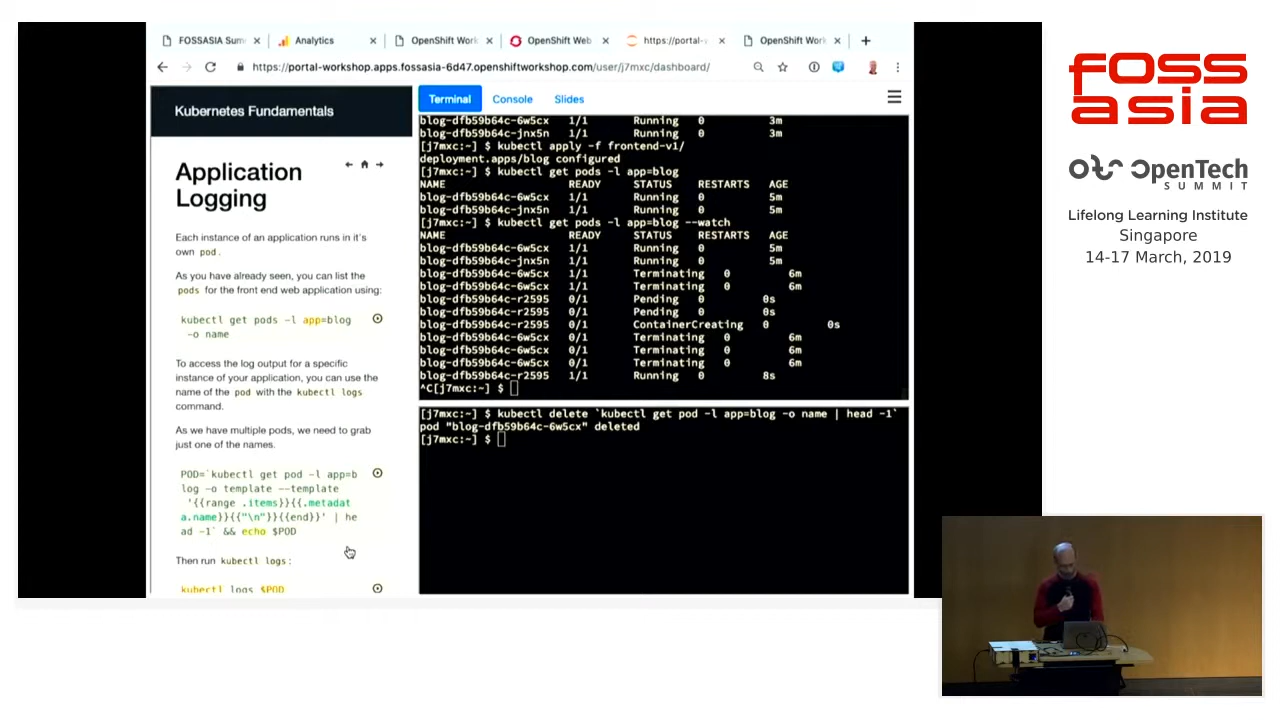 FOSSASIA Sum
Analytics
OpenShift Work
OpenShift Web
https://portal-
OpenShift Work
https://portal-workshop.apps.fossasia-6d47.openshiftworkshop.com/user/j7mxc/dashboard/
Kubernetes Fundamentals
Application
Logging
Each instance of an application runs in it's
own pod.
As you have already seen, you can list the
pods for the front end web application using:
kubectl get pods -l app=blog
-o name
To access the log output for a specific
instance of your application, you can use the
name of the pod with the kubectl logs
command.
As we have multiple pods, we need to grab
just one of the names.
POD=`kubectl get pod -l app=b
log -o template --template
'{{range .items}}{{.metadat
a.name}}{{"\n"}}{{end}}' | he
ad -1` && echo $POD
Then run kubectl logs:
kubectl logs $POD
Terminal Console Slides
blog-dfb59b64c-6w5cx 1/1 Running 0 3m
blog-dfb59b64c-jnx5n 1/1 Running 0 3m
[j7mxc:~] $ kubectl apply -f frontend-v1/
deployment.apps/blog configured
[j7mxc:~] $ kubectl get pods -l app=blog
NAME READY STATUS RESTARTS AGE
blog-dfb59b64c-6w5cx 1/1 Running 0 5m
blog-dfb59b64c-jnx5n 1/1 Running 0 5m
[j7mxc:~] $ kubectl get pods -l app=blog --watch
NAME READY STATUS RESTARTS AGE
blog-dfb59b64c-6w5cx 1/1 Running 0 5m
blog-dfb59b64c-jnx5n 1/1 Running 0 5m
blog-dfb59b64c-6w5cx 1/1 Terminating 0 6m
blog-dfb59b64c-6w5cx 1/1 Terminating 0 6m
blog-dfb59b64c-r2595 0/1 Pending 0 0s
blog-dfb59b64c-r2595 0/1 Pending 0 0s
blog-dfb59b64c-r2595 0/1 ContainerCreating 0 0s
blog-dfb59b64c-6w5cx 0/1 Terminating 0 6m
blog-dfb59b64c-6w5cx 0/1 Terminating 0 6m
blog-dfb59b64c-6w5cx 0/1 Terminating 0 6m
blog-dfb59b64c-r2595 1/1 Running 0 8s
^C[j7mxc:~] $
[j7mxc:~] $ kubectl delete `kubectl get pod -l app=blog -o name | head -1`
pod "blog-dfb59b64c-6w5cx" deleted
[j7mxc:~] $
FOSS
ASIA
OpenTech
SUMMIT
Lifelong Learning Institute
Singapore
14-17 March, 2019